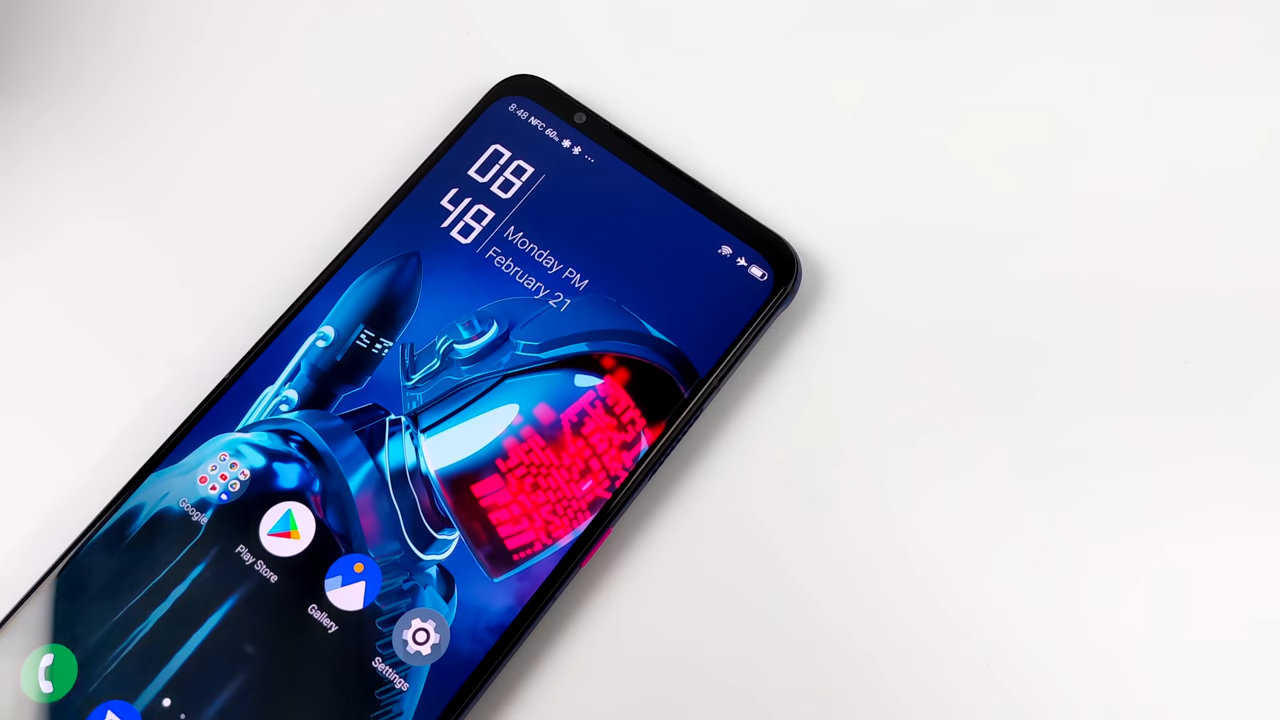 8:48 NFC 60Hz
08
48
Monday PM
February 21
Google
Play Store
Gallery
Settings